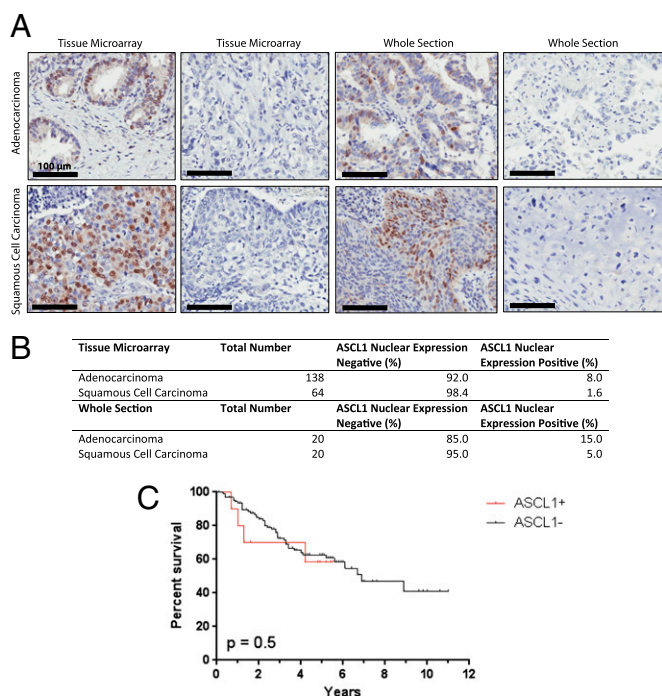 A
Tissue Microarray Tissue Microarray Whole Section Whole Section
Adenocarcinoma
100 µm
Squamous Cell Carcinoma
B
Tissue Microarray Total Number ASCL1 Nuclear Expression Negative (%) ASCL1 Nuclear Expression Positive (%)
Adenocarcinoma 138 92.0 8.0
Squamous Cell Carcinoma 64 98.4 1.6
Whole Section Total Number ASCL1 Nuclear Expression Negative (%) ASCL1 Nuclear Expression Positive (%)
Adenocarcinoma 20 85.0 15.0
Squamous Cell Carcinoma 20 95.0 5.0
C
ASCL1+
ASCL1-
Percent survival
100
80
60
40
20
0
p = 0.5
0 2 4 6 8 10 12
Years